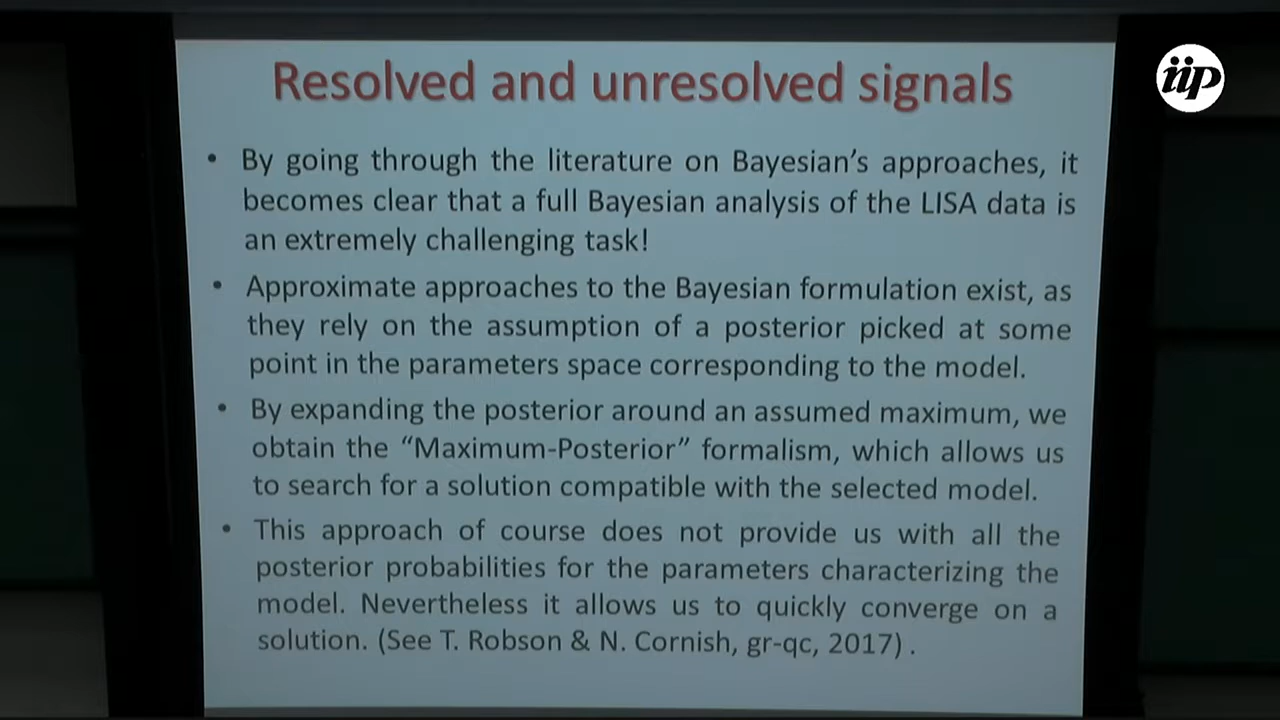 iip
Resolved and unresolved signals
• By going through the literature on Bayesian's approaches, it
becomes clear that a full Bayesian analysis of the LISA data is
an extremely challenging task!
• Approximate approaches to the Bayesian formulation exist, as
they rely on the assumption of a posterior picked at some
point in the parameters space corresponding to the model.
• By expanding the posterior around an assumed maximum, we
obtain the “Maximum-Posterior” formalism, which allows us
to search for a solution compatible with the selected model.
• This approach of course does not provide us with all the
posterior probabilities for the parameters characterizing the
model. Nevertheless it allows us to quickly converge on a
solution. (See T. Robson & N. Cornish, gr-qc, 2017) .